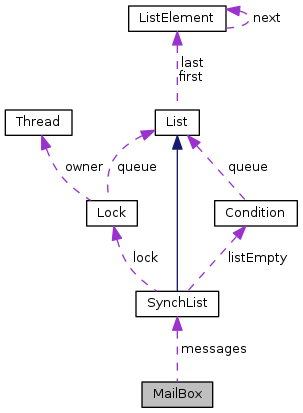 ListElement
next
last
first
Thread
List
owner
queue
queue
Lock
Condition
lock
listEmpty
SynchList
messages
MailBox